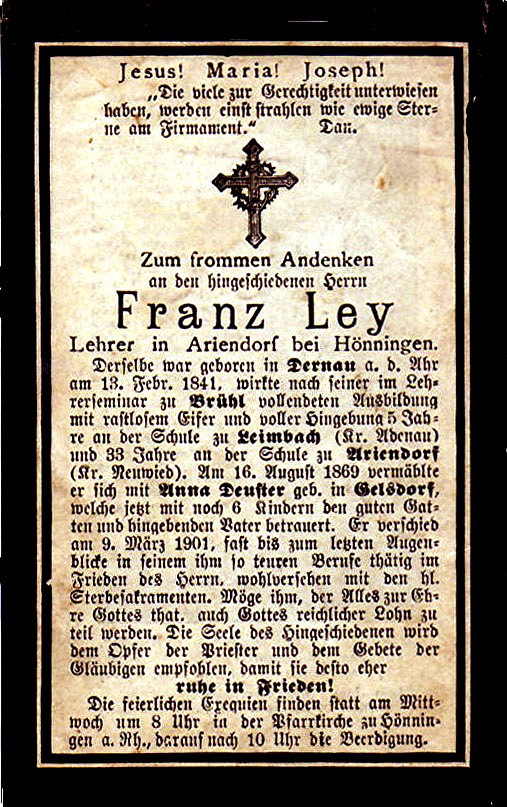 Jesus! Maria! Joseph!
„Die viele zur Gerechtigkeit unterwiesen
haben, werden einst strahlen wie ewige Ster=
ne am Firmament.“ Dan.
Zum frommen Andenken
an den hingeschiedenen Herrn
Franz Ley
Lehrer in Ariendorf bei Hönningen.
Derselbe war geboren in Dernau a. d. Ahr
am 13. Febr. 1841, wirkte nach seiner im Leh=
rerseminar zu Brühl vollendeten Ausbildung
mit rastlosem Eifer und voller Hingebung 5 Jah=
re an der Schule zu Leimbach (Kr. Adenau)
und 33 Jahre an der Schule zu Ariendorf
(Kr. Neuwied). Am 16. August 1869 vermählte
er sich mit Anna Deuster geb. in Gelsdorf,
welche jetzt mit noch 6 Kindern den guten Gat=
ten und hingebenden Vater betrauert. Er verschied
am 9. März 1901, fast bis zum letzten Augen=
blicke in seinem ihm so teuren Berufe thätig im
Frieden des Herrn, wohlversehen mit den hl.
Sterbesakramenten. Möge ihm, der Alles zur Eh=
re Gottes that, auch Gottes reichlicher Lohn zu
teil werden. Die Seele des Hingeschiedenen wird
dem Opfer der Priester und dem Gebete der
Gläubigen empfohlen, damit sie desto eher
ruhe in Frieden!
Die feierlichen Exequien finden statt am Mitt=
woch um 8 Uhr in der Pfarrkirche zu Hönnin=
gen a. Rh., darauf nach 10 Uhr die Beerdigung.